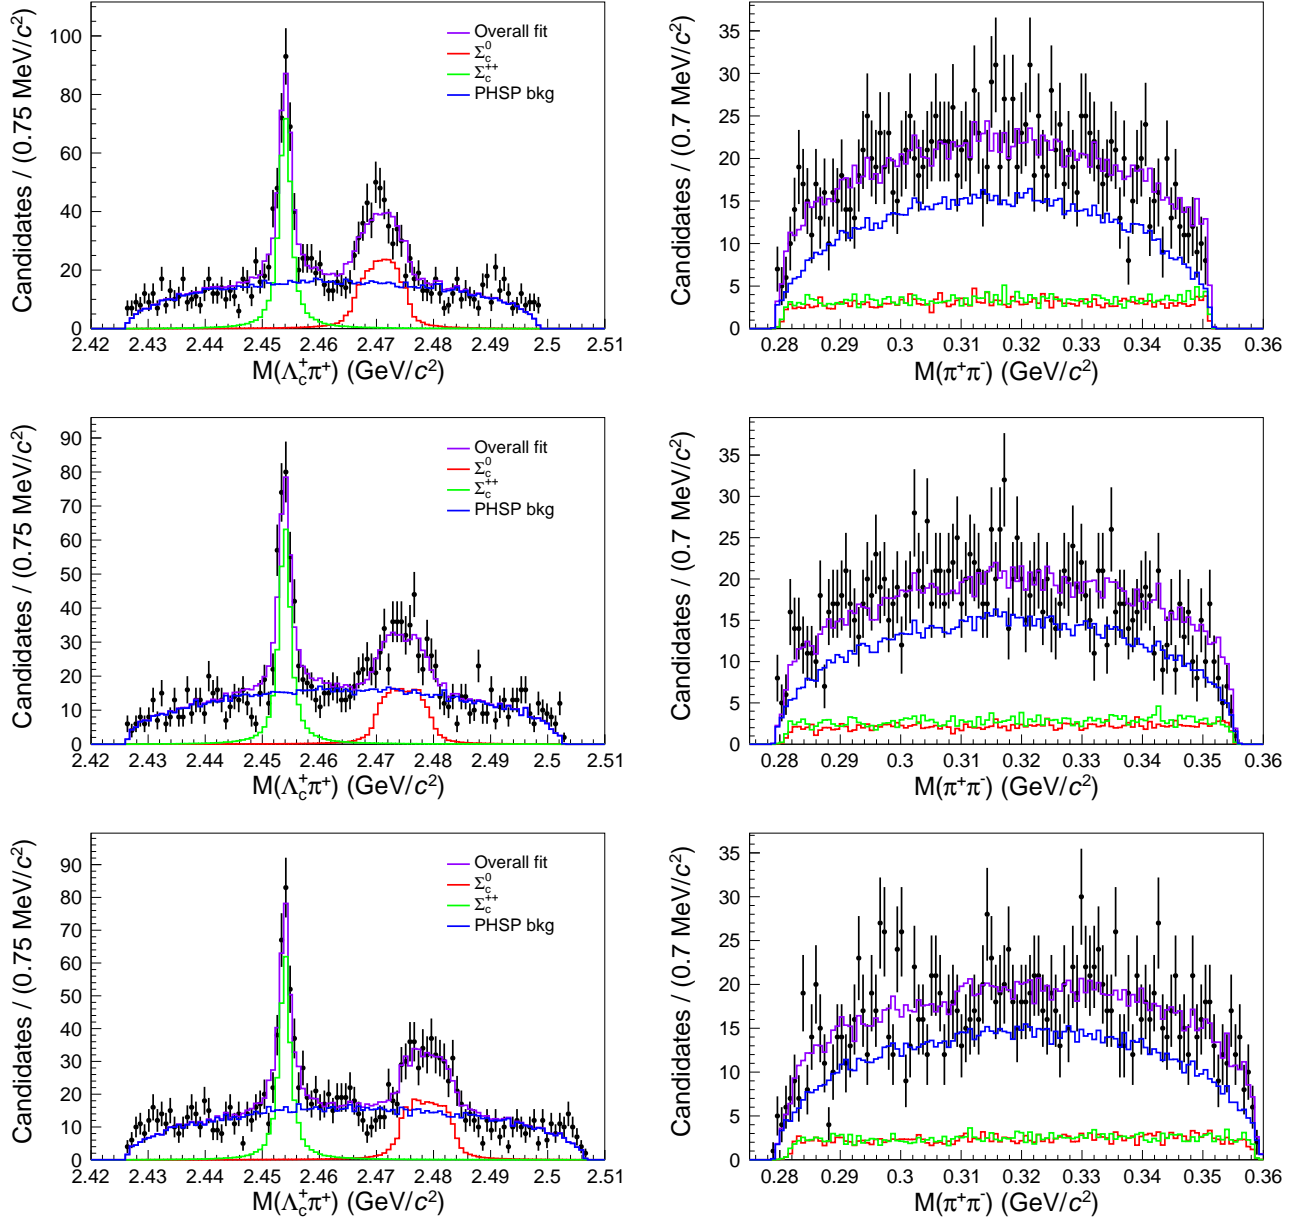 Candidates / (0.75 MeV/c²)
100
80
60
40
20
0
Overall fit
Σc⁰
Σc⁺⁺
PHSP bkg
2.42 2.43 2.44 2.45 2.46 2.47 2.48 2.49 2.5 2.51
M(Λc⁺π⁺) (GeV/c²)
Candidates / (0.7 MeV/c²)
35
30
25
20
15
10
5
0
0.28 0.29 0.3 0.31 0.32 0.33 0.34 0.35 0.36
M(π⁺π⁻) (GeV/c²)
Candidates / (0.75 MeV/c²)
90
80
70
60
50
40
30
20
10
0
Overall fit
Σc⁰
Σc⁺⁺
PHSP bkg
2.42 2.43 2.44 2.45 2.46 2.47 2.48 2.49 2.5 2.51
M(Λc⁺π⁺) (GeV/c²)
Candidates / (0.7 MeV/c²)
35
30
25
20
15
10
5
0
0.28 0.29 0.3 0.31 0.32 0.33 0.34 0.35 0.36
M(π⁺π⁻) (GeV/c²)
Candidates / (0.75 MeV/c²)
90
80
70
60
50
40
30
20
10
0
Overall fit
Σc⁰
Σc⁺⁺
PHSP bkg
2.42 2.43 2.44 2.45 2.46 2.47 2.48 2.49 2.5 2.51
M(Λc⁺π⁺) (GeV/c²)
Candidates / (0.7 MeV/c²)
35
30
25
20
15
10
5
0
0.28 0.29 0.3 0.31 0.32 0.33 0.34 0.35 0.36
M(π⁺π⁻) (GeV/c²)